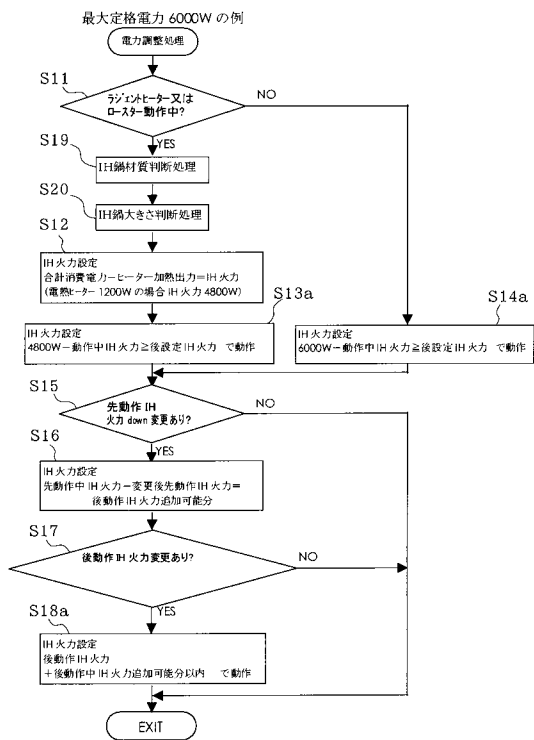 最大定格電力6000Wの例
電力調整処理
S11
ラジェントヒーター又は
ロースター動作中?
NO
YES
S19
IH鍋材質判断処理
S20
IH鍋大きさ判断処理
S12
IH火力設定
合計消費電力−ヒーター加熱出力=IH火力
(電熱ヒーター1200Wの場合IH火力4800W)
S13a
IH火力設定
4800W−動作中IH火力≧後設定IH火力 で動作
S14a
IH火力設定
6000W−動作中IH火力≧後設定IH火力 で動作
S15
先動作IH
火力down変更あり?
NO
YES
S16
IH火力設定
先動作中IH火力−変更後先動作IH火力=
後動作IH火力追加可能分
S17
後動作IH火力変更あり?
NO
YES
S18a
IH火力設定
後動作IH火力
+後動作中IH火力追加可能分以内 で動作
EXIT